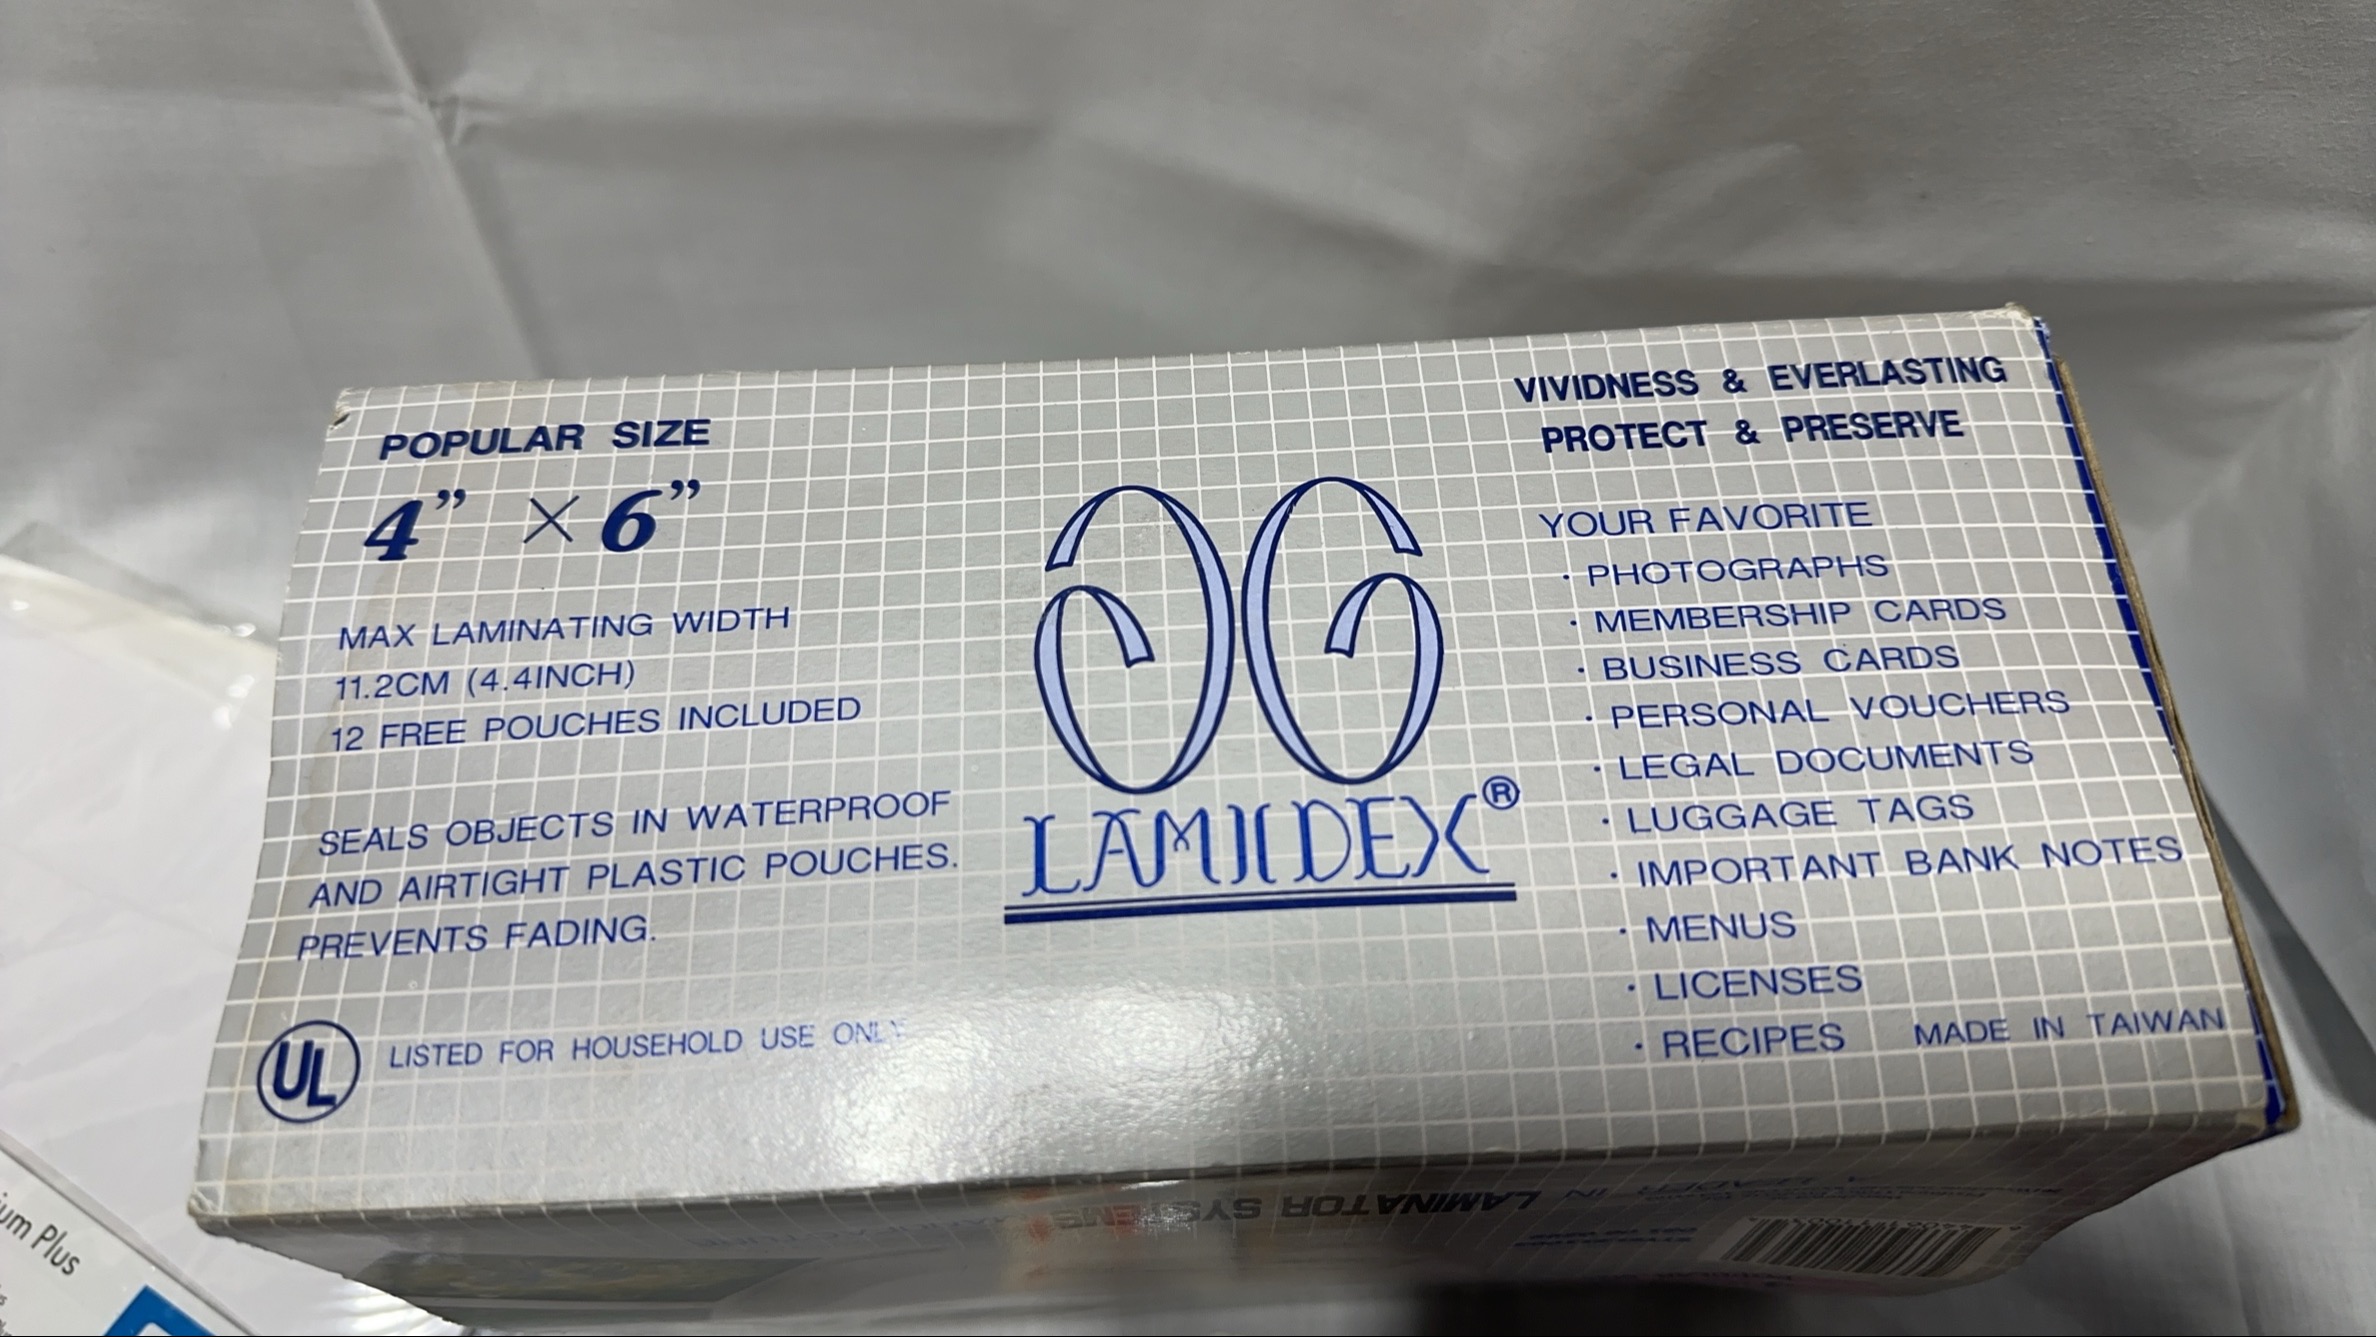 POPULAR SIZE
4” × 6”
MAX LAMINATING WIDTH
11.2CM (4.4INCH)
12 FREE POUCHES INCLUDED
SEALS OBJECTS IN WATERPROOF
AND AIRTIGHT PLASTIC POUCHES.
PREVENTS FADING.
UL LISTED FOR HOUSEHOLD USE ONLY
LAMIDEX®
VIVIDNESS & EVERLASTING
PROTECT & PRESERVE
YOUR FAVORITE
· PHOTOGRAPHS
· MEMBERSHIP CARDS
· BUSINESS CARDS
· PERSONAL VOUCHERS
· LEGAL DOCUMENTS
· LUGGAGE TAGS
· IMPORTANT BANK NOTES
· MENUS
· LICENSES
· RECIPES MADE IN TAIWAN
A LEADER IN LAMINATOR SYSTEMS
Plus